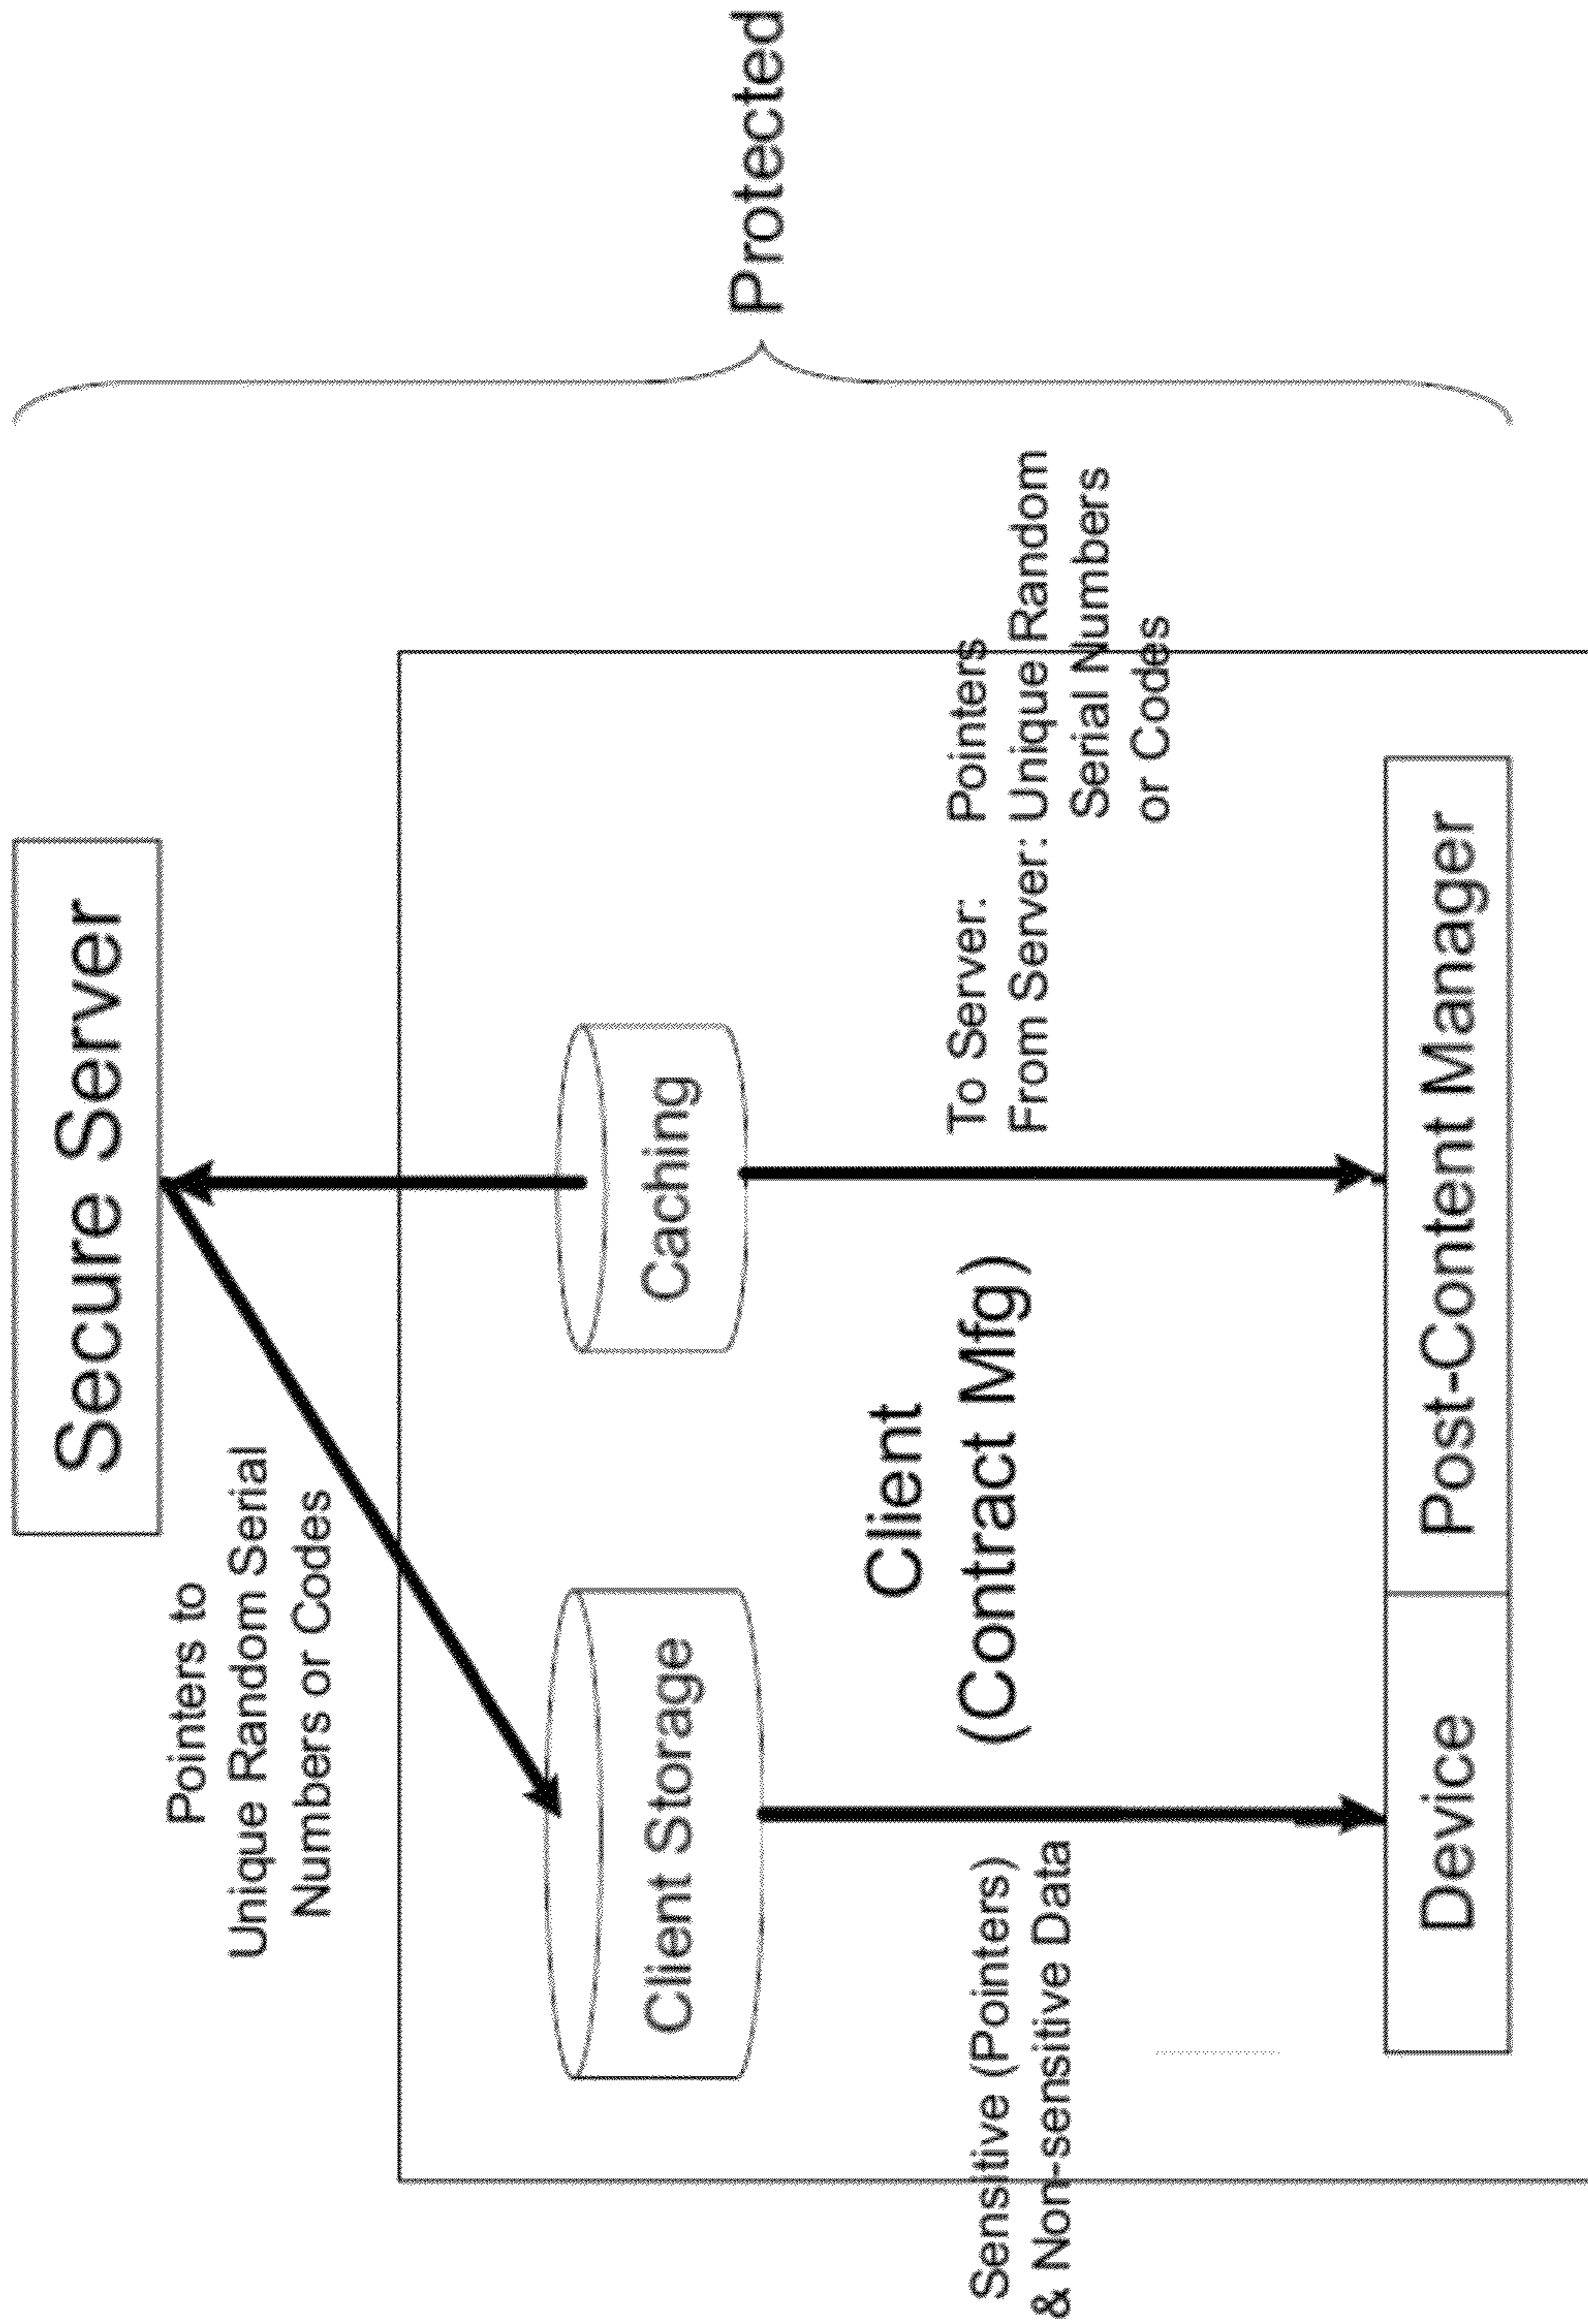 Secure Server
Pointers to
Unique Random Serial
Numbers or Codes
Client Storage
Caching
Client
(Contract Mfg)
Sensitive (Pointers)
& Non-sensitive Data
To Server: Pointers
From Server: Unique Random
Serial Numbers
or Codes
Device
Post-Content Manager
Protected